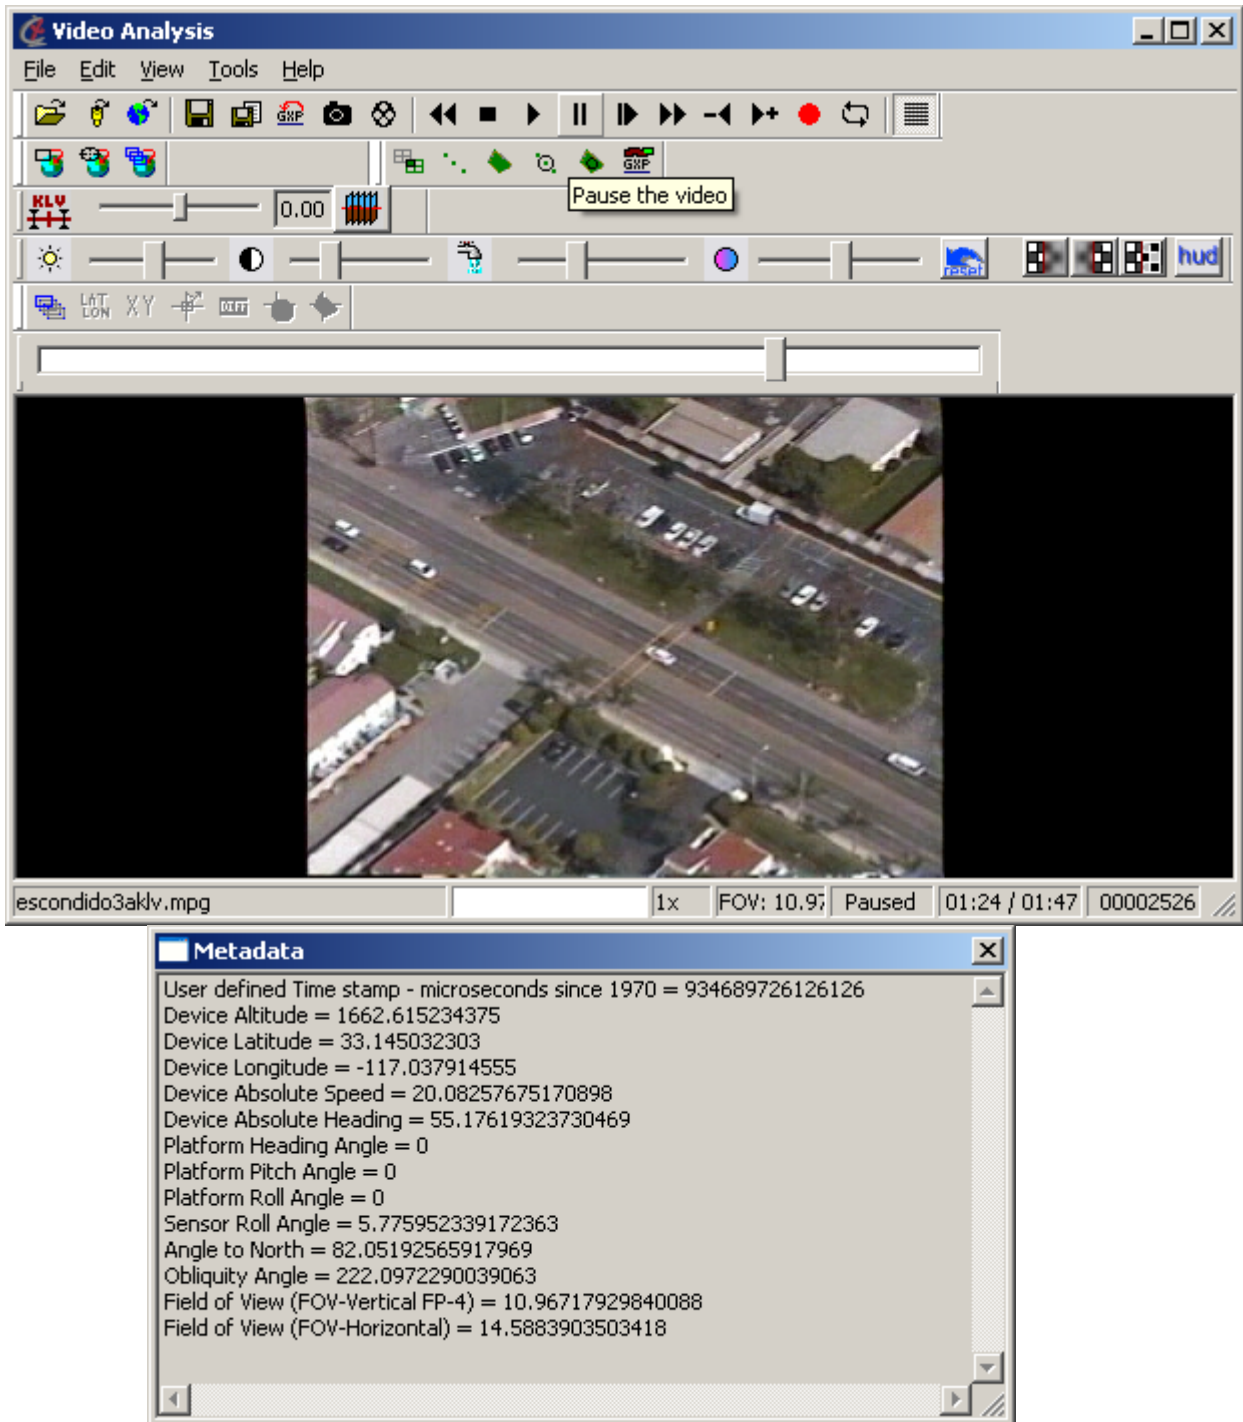 Video Analysis
File Edit View Tools Help
GXP
GXP
Pause the video
KLV
0.00
reset
hud
LAT LON
X Y
DIFF
escondido3aklv.mpg
1x
FOV: 10.97
Paused
01:24 / 01:47
00002526
Metadata
User defined Time stamp - microseconds since 1970 = 934689726126126
Device Altitude = 1662.615234375
Device Latitude = 33.145032303
Device Longitude = -117.037914555
Device Absolute Speed = 20.08257675170898
Device Absolute Heading = 55.17619323730469
Platform Heading Angle = 0
Platform Pitch Angle = 0
Platform Roll Angle = 0
Sensor Roll Angle = 5.775952339172363
Angle to North = 82.05192565917969
Obliquity Angle = 222.0972290039063
Field of View (FOV-Vertical FP-4) = 10.96717929840088
Field of View (FOV-Horizontal) = 14.5883903503418